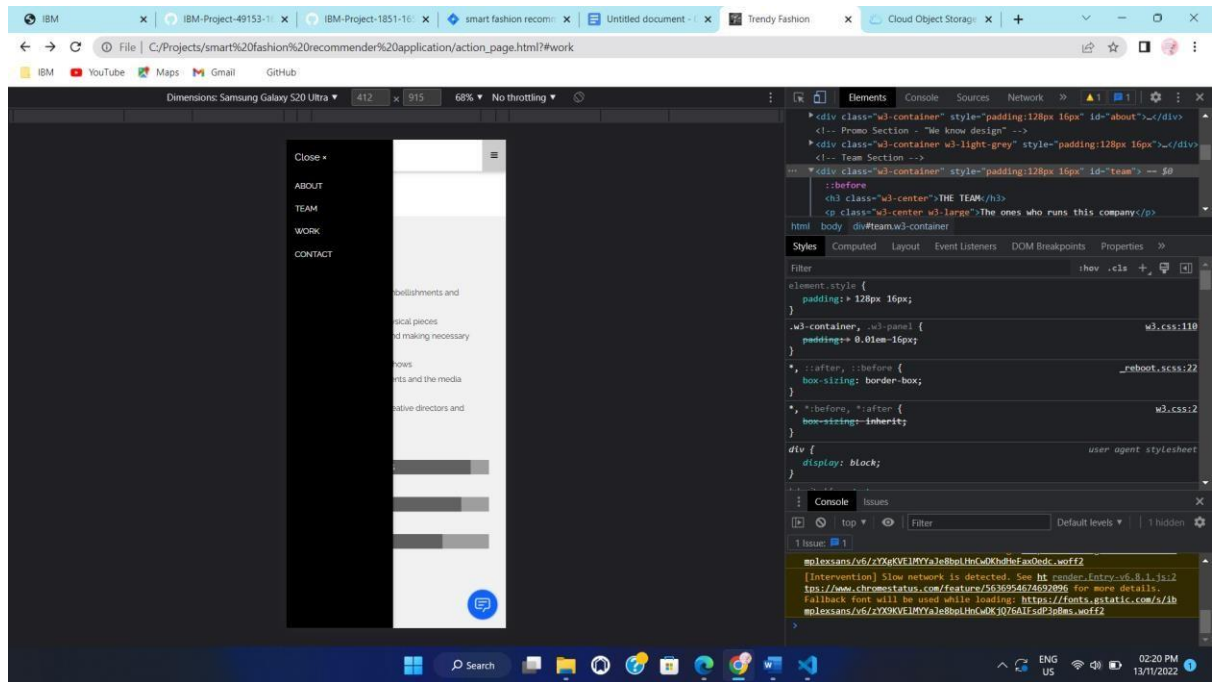 IBM
IBM-Project-49153-1
IBM-Project-1851-16
smart fashion recomm
Untitled document -
Trendy Fashion
Cloud Object Storage
File | C:/Projects/smart%20fashion%20recommender%20application/action_page.html?#work
IBM YouTube Maps Gmail GitHub
Dimensions: Samsung Galaxy S20 Ultra ▼ 412 × 915 68% ▼ No throttling ▼
Close ×
ABOUT
TEAM
WORK
CONTACT
bellishments and
sical pieces
d making necessary
hows
ents and the media
eative directors and
Elements Console Sources Network » 1 1
<div class="w3-container" style="padding:128px 16px" id="about">…</div>
<!-- Promo Section - "We know design" -->
<div class="w3-container w3-light-grey" style="padding:128px 16px">…</div>
<!-- Team Section -->
<div class="w3-container" style="padding:128px 16px" id="team"> == $0
::before
<h3 class="w3-center">THE TEAM</h3>
<p class="w3-center w3-large">The ones who runs this company</p>
html body div#team.w3-container
Styles Computed Layout Event Listeners DOM Breakpoints Properties »
Filter :hov .cls +
element.style {
padding: 128px 16px;
}
.w3-container, .w3-panel { w3.css:110
padding: 0.01em 16px;
}
*, ::after, ::before { _reboot.scss:22
box-sizing: border-box;
}
*, *:before, *:after { w3.css:2
box-sizing: inherit;
}
div { user agent stylesheet
display: block;
}
Console Issues
top ▼ Filter Default levels ▼ 1 hidden
1 Issue: 1
mplexsans/v6/zYXgKVElMYYaJe8bpLHnCwDKhdHeFaxOedc.woff2
[Intervention] Slow network is detected. See ht render.Entry-v6.8.1.js:2
tps://www.chromestatus.com/feature/5636954674692096 for more details.
Fallback font will be used while loading: https://fonts.gstatic.com/s/ib
mplexsans/v6/zYX9KVElMYYaJe8bpLHnCwDKjQ76AIFsdP3pBms.woff2
Search
ENG
US
02:20 PM
13/11/2022
1